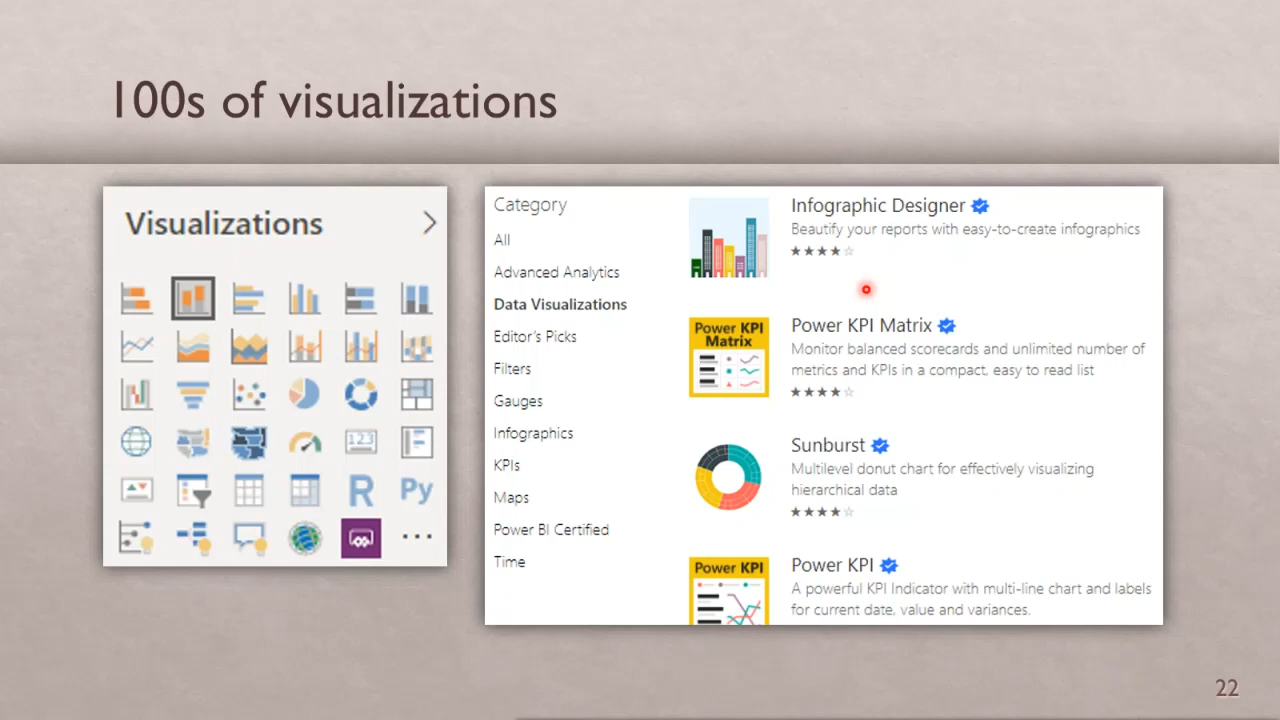 100s of visualizations
Visualizations
123
R
Py
Category
All
Advanced Analytics
Data Visualizations
Editor's Picks
Filters
Gauges
Infographics
KPIs
Maps
Power BI Certified
Time
Infographic Designer
Beautify your reports with easy-to-create infographics
Power KPI
Matrix
Power KPI Matrix
Monitor balanced scorecards and unlimited number of
metrics and KPIs in a compact, easy to read list
Sunburst
Multilevel donut chart for effectively visualizing
hierarchical data
Power KPI
Power KPI
A powerful KPI Indicator with multi-line chart and labels
for current date, value and variances.
22